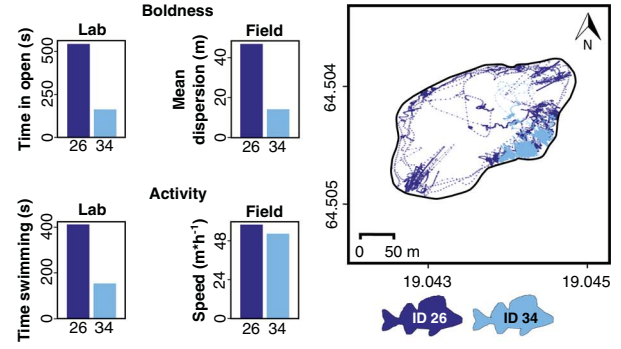 Boldness
Lab
Time in open (s)
500
250
0
26 34
Field
Mean
dispersion (m)
40
20
0
26 34
Activity
Lab
Time swimming (s)
400
200
0
26 34
Field
Speed (m*h-1)
48
24
0
26 34
N
64.504
64.505
0 50 m
19.043 19.045
ID 26 ID 34